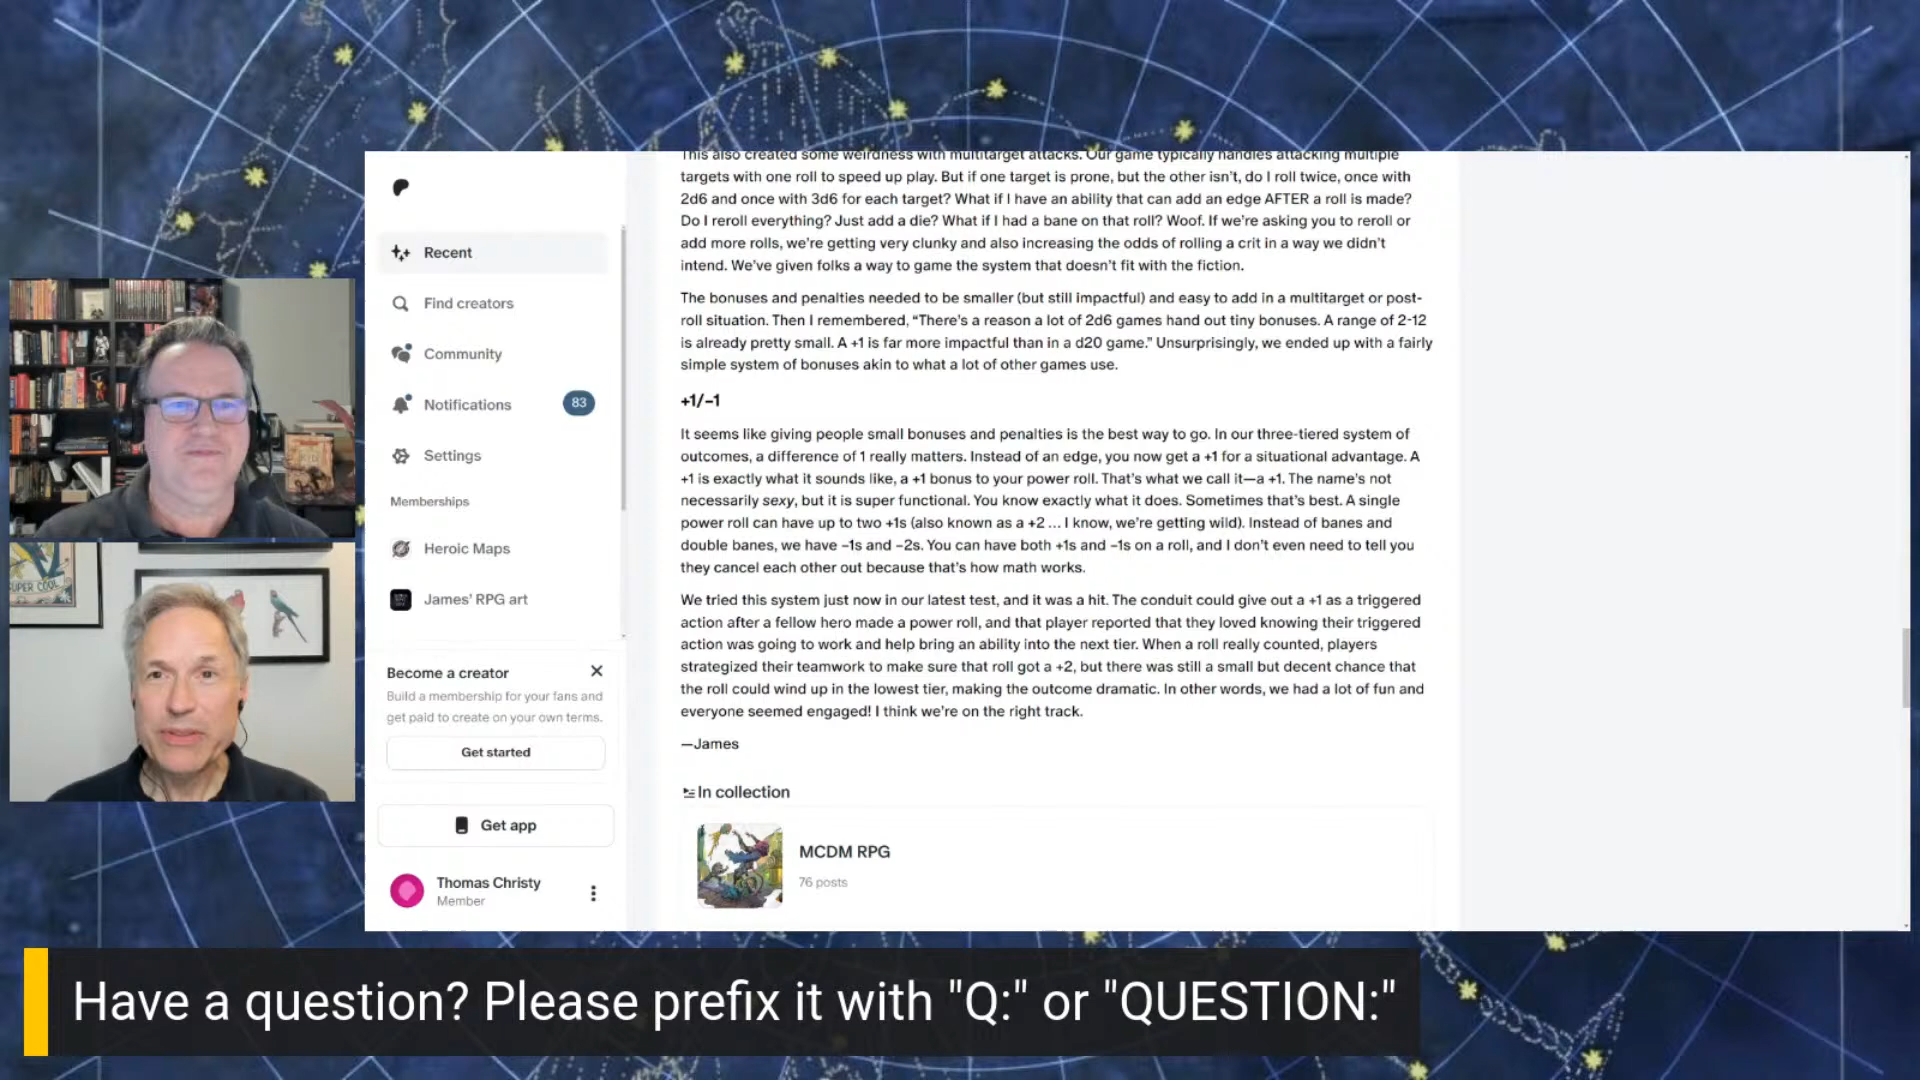 This also created some weirdness with multitarget attacks. Our game typically handles attacking multiple
targets with one roll to speed up play. But if one target is prone, but the other isn't, do I roll twice, once with
2d6 and once with 3d6 for each target? What if I have an ability that can add an edge AFTER a roll is made?
Do I reroll everything? Just add a die? What if I had a bane on that roll? Woof. If we're asking you to reroll or
add more rolls, we're getting very clunky and also increasing the odds of rolling a crit in a way we didn't
intend. We've given folks a way to game the system that doesn't fit with the fiction.
The bonuses and penalties needed to be smaller (but still impactful) and easy to add in a multitarget or post-
roll situation. Then I remembered, “There's a reason a lot of 2d6 games hand out tiny bonuses. A range of 2-12
is already pretty small. A +1 is far more impactful than in a d20 game.” Unsurprisingly, we ended up with a fairly
simple system of bonuses akin to what a lot of other games use.
+1/−1
It seems like giving people small bonuses and penalties is the best way to go. In our three-tiered system of
outcomes, a difference of 1 really matters. Instead of an edge, you now get a +1 for a situational advantage. A
+1 is exactly what it sounds like, a +1 bonus to your power roll. That's what we call it—a +1. The name's not
necessarily sexy, but it is super functional. You know exactly what it does. Sometimes that's best. A single
power roll can have up to two +1s (also known as a +2 ... I know, we're getting wild). Instead of banes and
double banes, we have −1s and −2s. You can have both +1s and −1s on a roll, and I don't even need to tell you
they cancel each other out because that's how math works.
We tried this system just now in our latest test, and it was a hit. The conduit could give out a +1 as a triggered
action after a fellow hero made a power roll, and that player reported that they loved knowing their triggered
action was going to work and help bring an ability into the next tier. When a roll really counted, players
strategized their teamwork to make sure that roll got a +2, but there was still a small but decent chance that
the roll could wind up in the lowest tier, making the outcome dramatic. In other words, we had a lot of fun and
everyone seemed engaged! I think we're on the right track.
—James
In collection
MCDM RPG
76 posts
Recent
Find creators
Community
Notifications
83
Settings
Memberships
Heroic Maps
James' RPG art
Become a creator
Build a membership for your fans and
get paid to create on your own terms.
Get started
Get app
Thomas Christy
Member
SUPER COOL
Have a question? Please prefix it with "Q:" or "QUESTION:"